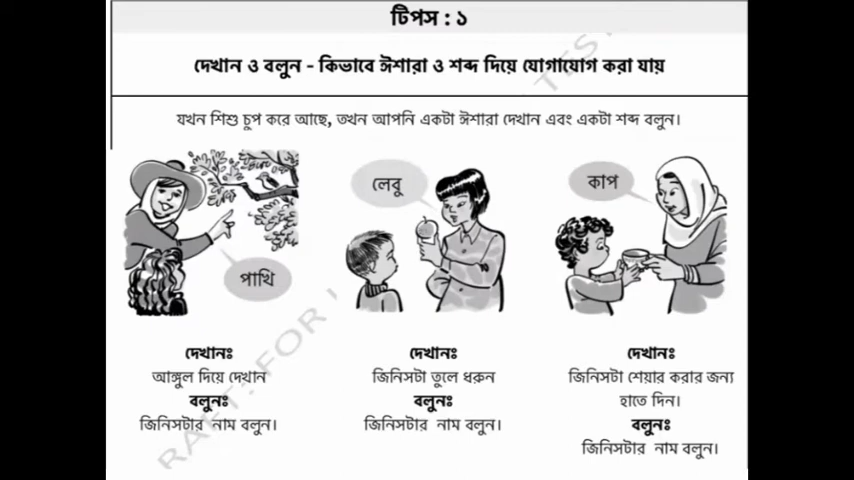 টিপস : ১
দেখান ও বলুন - কিভাবে ঈশারা ও শব্দ দিয়ে যোগাযোগ করা যায়
যখন শিশু চুপ করে আছে, তখন আপনি একটা ঈশারা দেখান এবং একটা শব্দ বলুন।
পাখি
লেবু
কাপ
দেখানঃ
আঙ্গুল দিয়ে দেখান
বলুনঃ
জিনিসটার নাম বলুন।
দেখানঃ
জিনিসটা তুলে ধরুন
বলুনঃ
জিনিসটার নাম বলুন।
দেখানঃ
জিনিসটা শেয়ার করার জন্য
হাতে দিন।
বলুনঃ
জিনিসটার নাম বলুন।